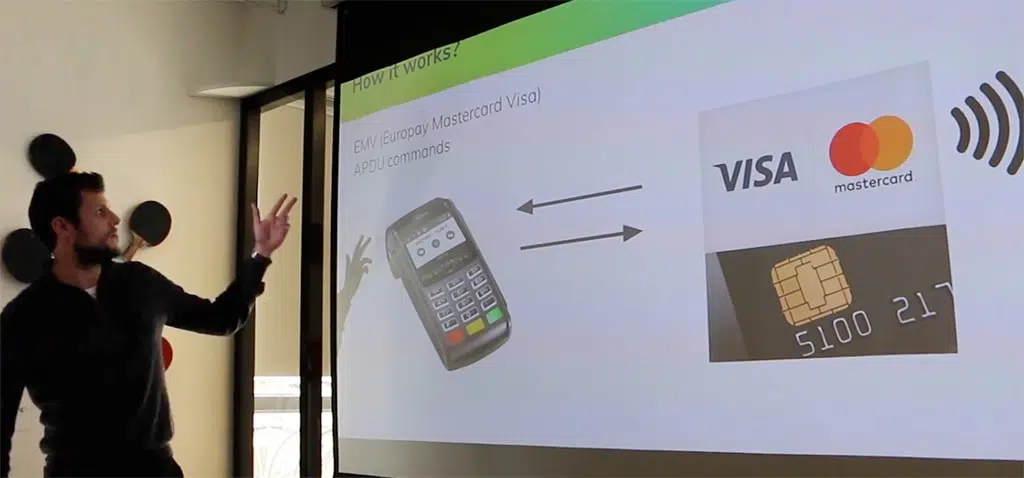 How it works?
EMV (Europay Mastercard Visa)
APDU commands
VISA
mastercard
5100 217